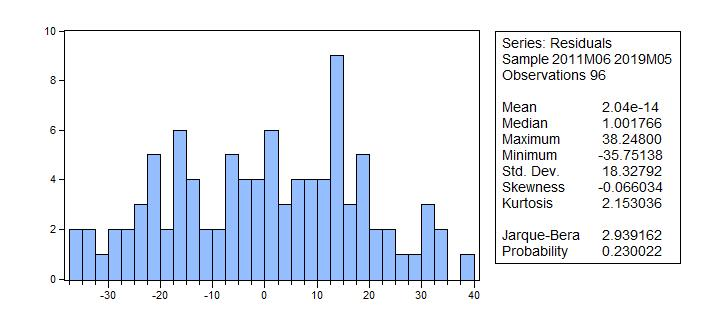 10
8
6
4
2
0
-30 -20 -10 0 10 20 30 40
Series: Residuals
Sample 2011M06 2019M05
Observations 96
Mean 2.04e-14
Median 1.001766
Maximum 38.24800
Minimum -35.75138
Std. Dev. 18.32792
Skewness -0.066034
Kurtosis 2.153036
Jarque-Bera 2.939162
Probability 0.230022